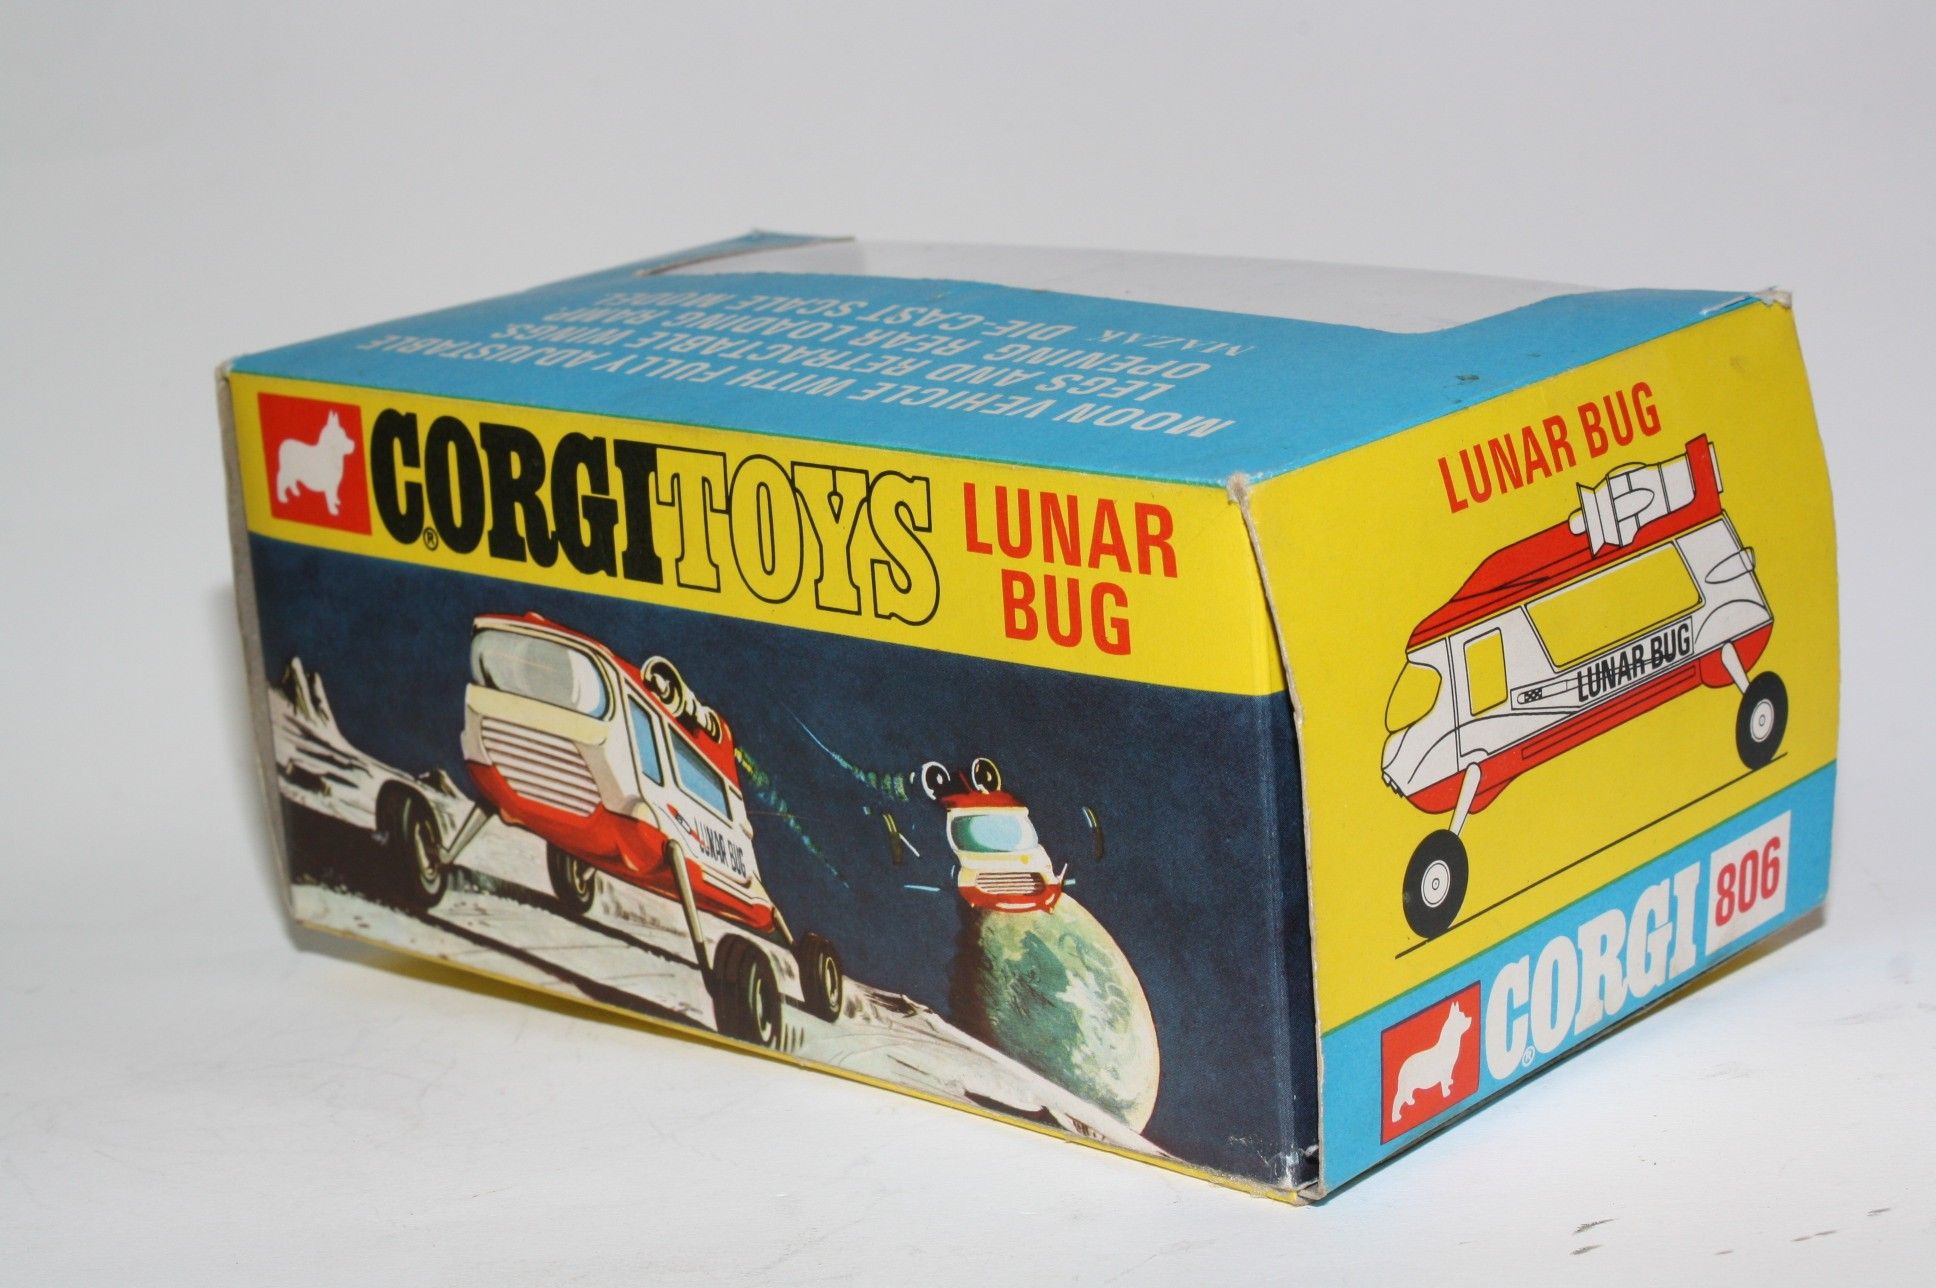 MOON VEHICLE WITH FULLY ADJUSTABLE
LEGS AND RETRACTABLE WINGS.
OPENING REAR LOADING RAMP.
MAZAK DIE-CAST SCALE MODEL
CORGI TOYS
®
LUNAR
BUG
LUNAR BUG
LUNAR BUG
LUNAR BUG
CORGI 806
®